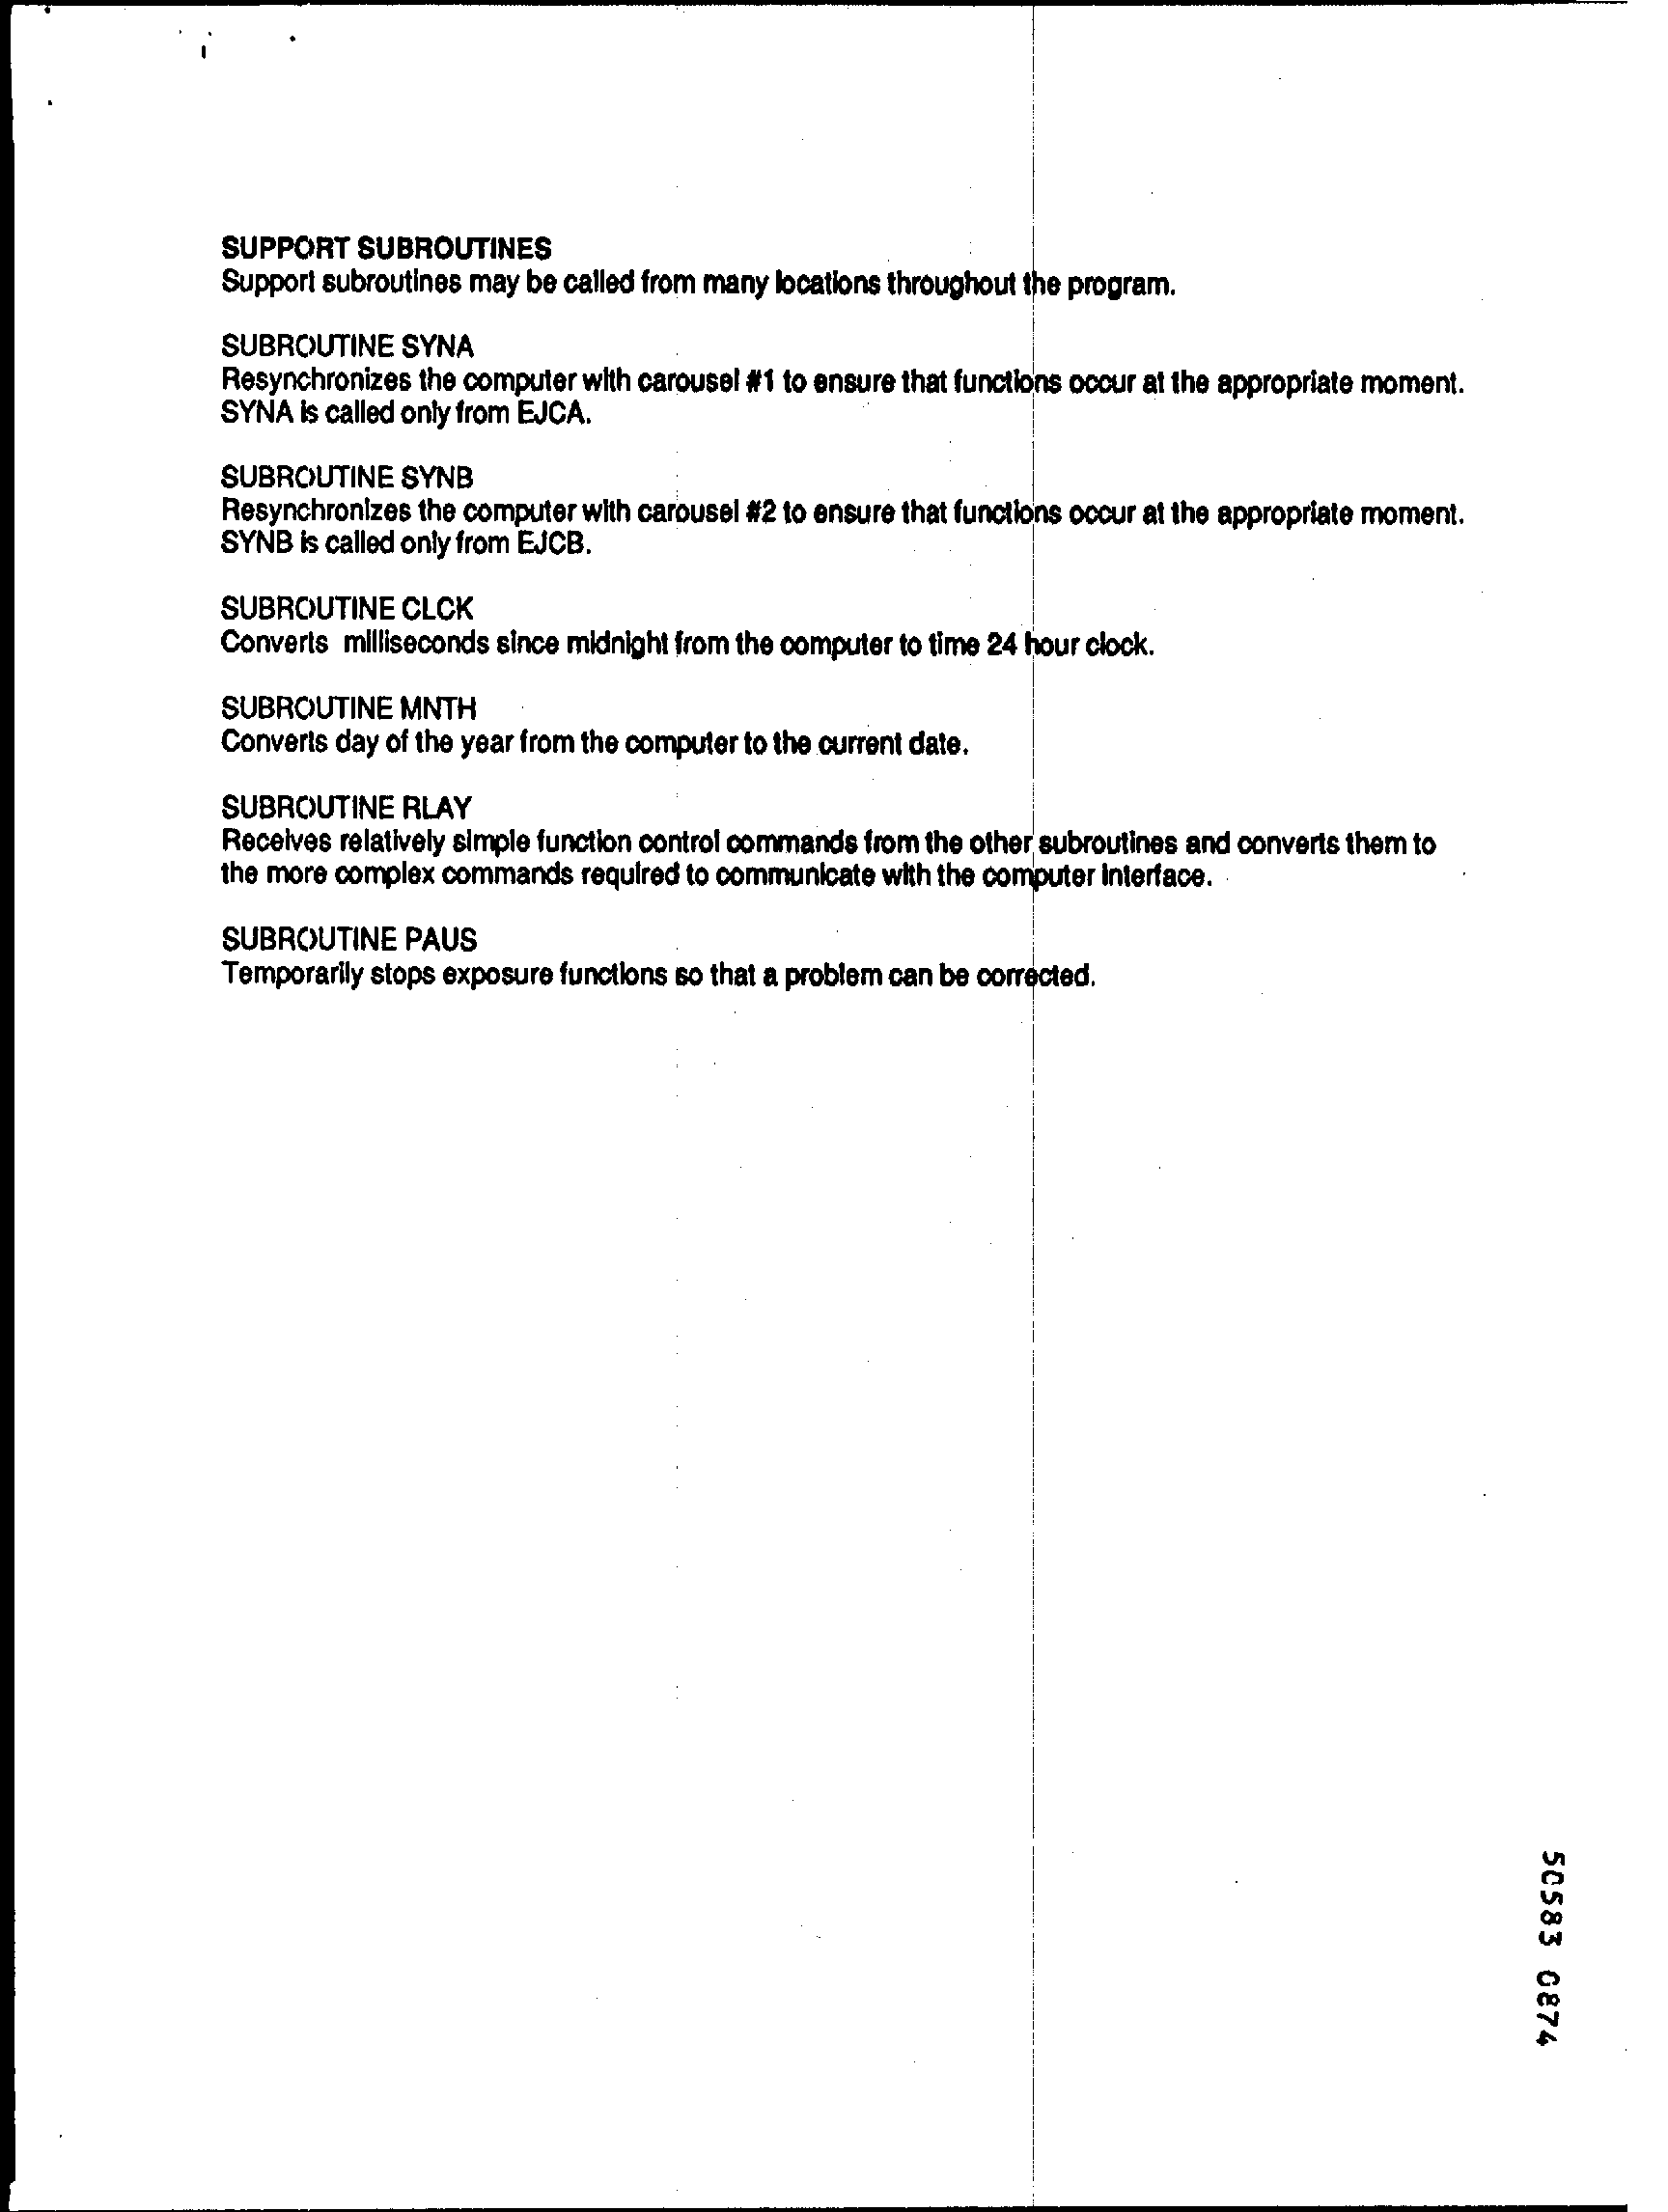 SUPPORT SUBROUTINES
Support subroutines may be called from many locations throughout the program.
SUBROUTINE SYNA
Resynchronizes the computer with carousel #1 to ensure that functions occur at the appropriate moment.
SYNA is called only from EJCA.
SUBROUTINE SYNB
Resynchronizes the computer with carousel #2 to ensure that functions occur at the appropriate moment.
SYNB is called only from EJCB.
SUBROUTINE CLCK
Converts milliseconds since midnight from the computer to time 24 hour clock.
SUBROUTINE MNTH
Converts day of the year from the computer to the current date.
SUBROUTINE RLAY
Receives relatively simple function control commands from the other subroutines and converts them to
the more complex commands required to communicate with the computer interface.
SUBROUTINE PAUS
Temporarily stops exposure functions so that a problem can be corrected.
50583 0874